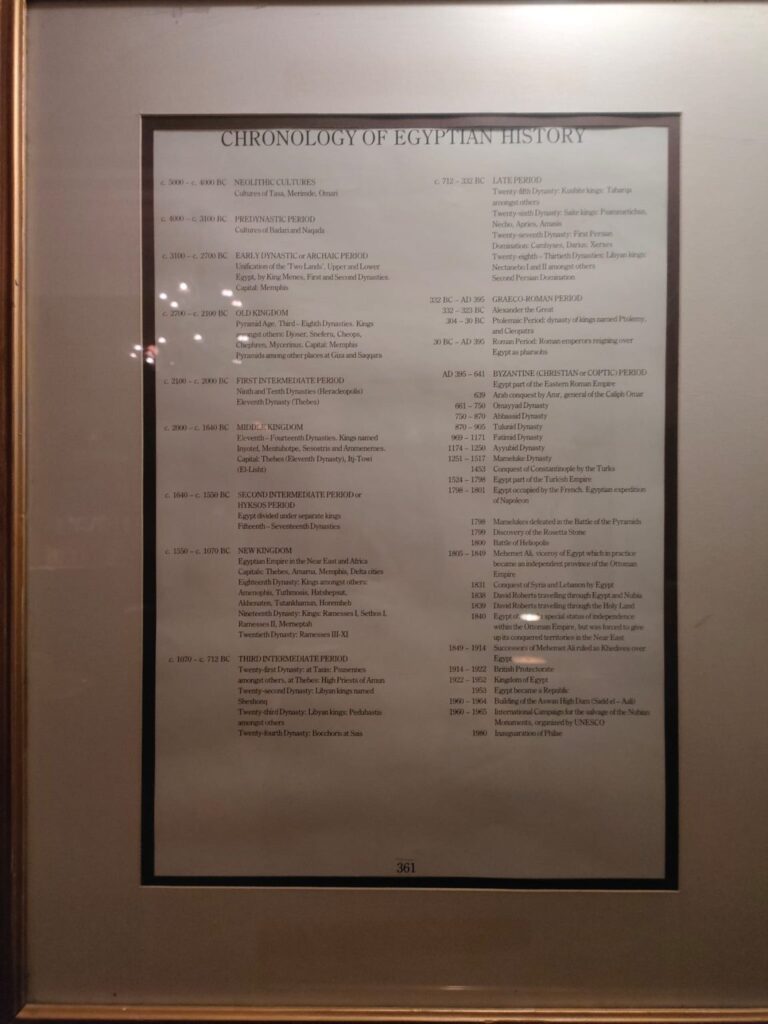 CHRONOLOGY OF EGYPTIAN HISTORY
c. 5000 – c. 4000 BC NEOLITHIC CULTURES
Cultures of Tasa, Merimde, Omari
c. 4000 – c. 3100 BC PREDYNASTIC PERIOD
Cultures of Badari and Naqada
c. 3100 – c. 2700 BC EARLY DYNASTIC or ARCHAIC PERIOD
Unification of the 'Two Lands', Upper and Lower
Egypt, by King Menes, First and Second Dynasties.
Capital: Memphis
c. 2700 – c. 2100 BC OLD KINGDOM
Pyramid Age, Third – Eighth Dynasties. Kings
amongst others: Djoser, Snefern, Cheops,
Chephren, Mycerinus. Capital: Memphis
Pyramids among other places at Giza and Saqqara
c. 2100 – c. 2000 BC FIRST INTERMEDIATE PERIOD
Ninth and Tenth Dynasties (Heracleopolis)
Eleventh Dynasty (Thebes)
c. 2000 – c. 1640 BC MIDDLE KINGDOM
Eleventh – Fourteenth Dynasties. Kings named
Inyotef, Mentuhotpe, Sesostris and Ammenemes.
Capital: Thebes (Eleventh Dynasty), Itj-Towi
(El-Lisht)
c. 1640 – c. 1550 BC SECOND INTERMEDIATE PERIOD or
HYKSOS PERIOD
Egypt divided under separate kings
Fifteenth – Seventeenth Dynasties
c. 1550 – c. 1070 BC NEW KINGDOM
Egyptian Empire in the Near East and Africa
Capitals: Thebes, Amarna, Memphis, Delta cities
Eighteenth Dynasty: Kings amongst others:
Amenophis, Tuthmosis, Hatshepsut,
Akhenaten, Tutankhamun, Horemheb
Nineteenth Dynasty: Kings: Ramesses I, Sethos I,
Ramesses II, Merneptah
Twentieth Dynasty: Ramesses III-XI
c. 1070 – c. 712 BC THIRD INTERMEDIATE PERIOD
Twenty-first Dynasty: at Tanis: Psusennes
amongst others, at Thebes: High Priests of Amun
Twenty-second Dynasty: Libyan kings named
Sheshonq
Twenty-third Dynasty: Libyan kings; Pedubastis
amongst others
Twenty-fourth Dynasty: Bocchoris at Sais
c. 712 – 332 BC LATE PERIOD
Twenty-fifth Dynasty: Kushite kings: Taharqa
amongst others
Twenty-sixth Dynasty: Saite kings: Psammetichus,
Necho, Apries, Amasis
Twenty-seventh Dynasty: First Persian
Domination: Cambyses, Darius, Xerxes
Twenty-eighth – Thirtieth Dynasties: Libyan kings;
Nectanebo I and II amongst others
Second Persian Domination
332 BC – AD 395 GRAECO-ROMAN PERIOD
332 – 323 BC Alexander the Great
304 – 30 BC Ptolemaic Period: dynasty of kings named Ptolemy,
and Cleopatra
30 BC – AD 395 Roman Period: Roman emperors reigning over
Egypt as pharaohs
AD 395 – 641 BYZANTINE (CHRISTIAN or COPTIC) PERIOD
Egypt part of the Eastern Roman Empire
639 Arab conquest by Amr, general of the Caliph Omar
661 – 750 Omayyad Dynasty
750 – 870 Abbassid Dynasty
870 – 905 Tulunid Dynasty
969 – 1171 Fatimid Dynasty
1174 – 1250 Ayyubid Dynasty
1251 – 1517 Mameluke Dynasty
1453 Conquest of Constantinople by the Turks
1524 – 1798 Egypt part of the Turkish Empire
1798 – 1801 Egypt occupied by the French. Egyptian expedition
of Napoleon
1798 Mamelukes defeated in the Battle of the Pyramids
1799 Discovery of the Rosetta Stone
1800 Battle of Heliopolis
1805 – 1849 Mehemet Ali, viceroy of Egypt which in practice
became an independent province of the Ottoman
Empire
1831 Conquest of Syria and Lebanon by Egypt
1838 David Roberts travelling through Egypt and Nubia
1839 David Roberts travelling through the Holy Land
1840 Egypt special status of independence
within the Ottoman Empire, but was forced to give
up its conquered territories in the Near East
1849 – 1914 Successors of Mehemet Ali ruled as Khedives over
Egypt
1914 – 1922 British Protectorate
1922 – 1952 Kingdom of Egypt
1953 Egypt became a Republic
1960 – 1964 Building of the Aswan High Dam (Sadd el – Aali)
1960 – 1965 International Campaign for the salvage of the Nubian
Monuments, organized by UNESCO
1980 Inauguration of Philae
361